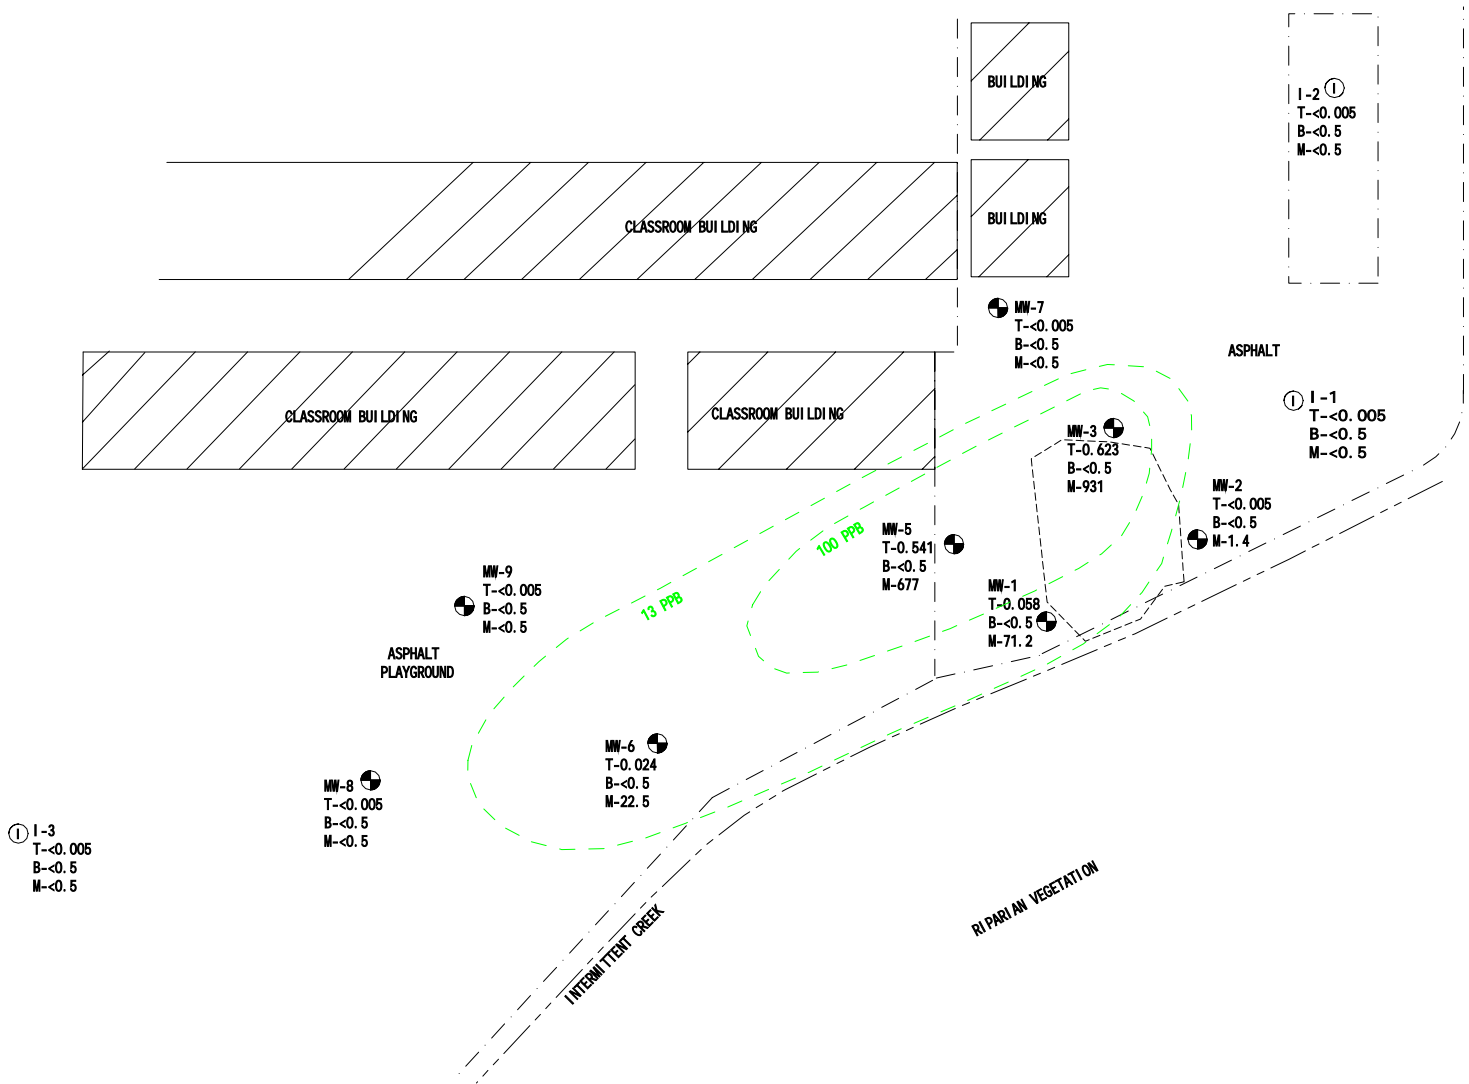 BUILDING
I-2
T-<0.005
B-<0.5
M-<0.5
BUILDING
CLASSROOM BUILDING
MW-7
T-<0.005
B-<0.5
M-<0.5
ASPHALT
I-1
T-<0.005
B-<0.5
M-<0.5
CLASSROOM BUILDING
CLASSROOM BUILDING
MW-3
T-0.623
B-<0.5
M-931
MW-2
T-<0.005
B-<0.5
M-1.4
100 PPB
MW-5
T-0.541
B-<0.5
M-677
MW-9
T-<0.005
B-<0.5
M-<0.5
13 PPB
MW-1
T-0.058
B-<0.5
M-71.2
ASPHALT
PLAYGROUND
MW-6
T-0.024
B-<0.5
M-22.5
MW-8
T-<0.005
B-<0.5
M-<0.5
I-3
T-<0.005
B-<0.5
M-<0.5
RIPARIAN VEGETATION
INTERMITTENT CREEK